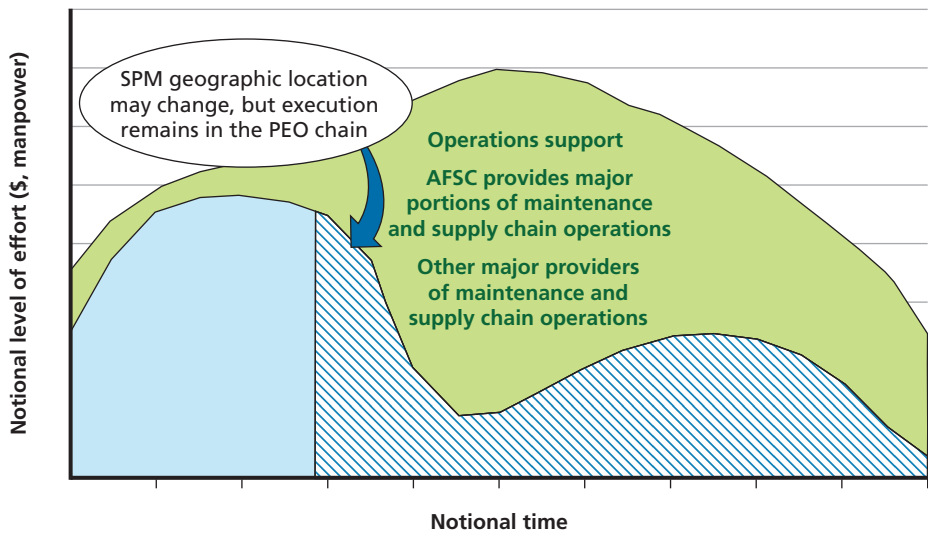 Notional level of effort ($, manpower)
SPM geographic location
may change, but execution
remains in the PEO chain
Operations support
AFSC provides major
portions of maintenance
and supply chain operations
Other major providers
of maintenance and
supply chain operations
Notional time